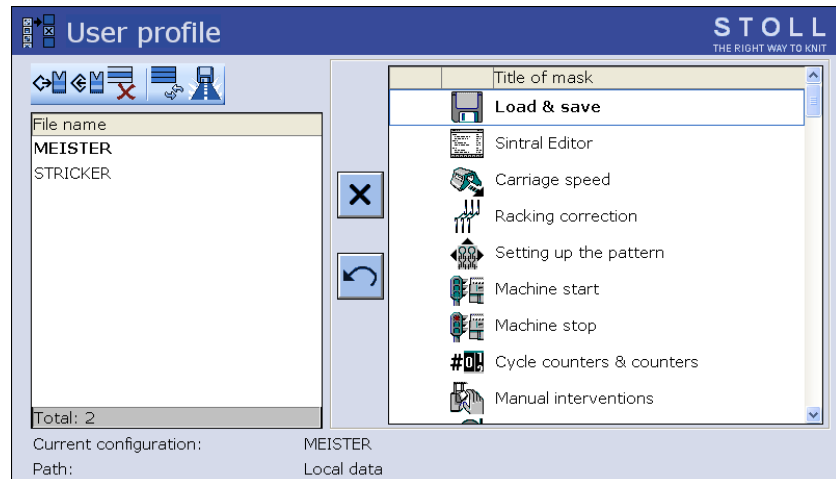 User profile
STOLL
THE RIGHT WAY TO KNIT
File name
MEISTER
STRICKER
Total: 2
Title of mask
Load & save
Sintral Editor
Carriage speed
Racking correction
Setting up the pattern
Machine start
Machine stop
Cycle counters & counters
Manual interventions
Current configuration: MEISTER
Path: Local data